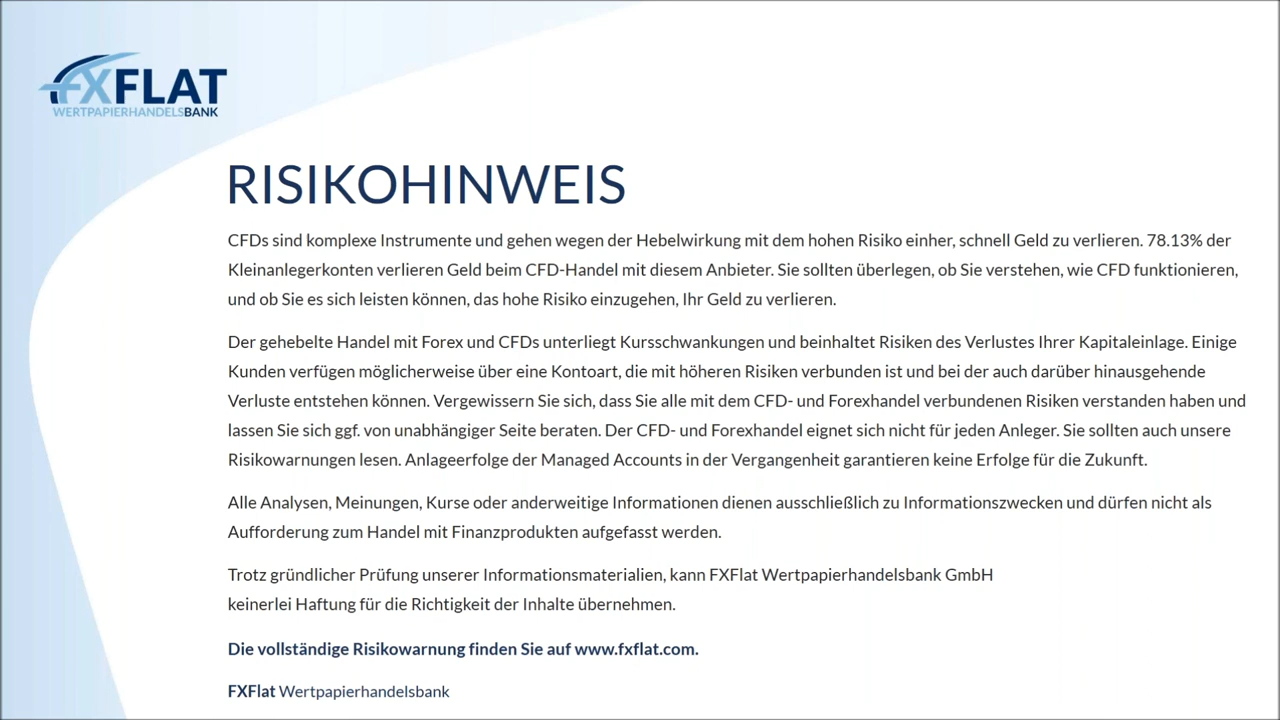 FXFLAT
WERTPAPIERHANDELSBANK
RISIKOHINWEIS
CFDs sind komplexe Instrumente und gehen wegen der Hebelwirkung mit dem hohen Risiko einher, schnell Geld zu verlieren. 78.13% der
Kleinanlegerkonten verlieren Geld beim CFD-Handel mit diesem Anbieter. Sie sollten überlegen, ob Sie verstehen, wie CFD funktionieren,
und ob Sie es sich leisten können, das hohe Risiko einzugehen, Ihr Geld zu verlieren.
Der gehebelte Handel mit Forex und CFDs unterliegt Kursschwankungen und beinhaltet Risiken des Verlustes Ihrer Kapitaleinlage. Einige
Kunden verfügen möglicherweise über eine Kontoart, die mit höheren Risiken verbunden ist und bei der auch darüber hinausgehende
Verluste entstehen können. Vergewissern Sie sich, dass Sie alle mit dem CFD- und Forexhandel verbundenen Risiken verstanden haben und
lassen Sie sich ggf. von unabhängiger Seite beraten. Der CFD- und Forexhandel eignet sich nicht für jeden Anleger. Sie sollten auch unsere
Risikowarnungen lesen. Anlageerfolge der Managed Accounts in der Vergangenheit garantieren keine Erfolge für die Zukunft.
Alle Analysen, Meinungen, Kurse oder anderweitige Informationen dienen ausschließlich zu Informationszwecken und dürfen nicht als
Aufforderung zum Handel mit Finanzprodukten aufgefasst werden.
Trotz gründlicher Prüfung unserer Informationsmaterialien, kann FXFlat Wertpapierhandelsbank GmbH
keinerlei Haftung für die Richtigkeit der Inhalte übernehmen.
Die vollständige Risikowarnung finden Sie auf www.fxflat.com.
FXFlat Wertpapierhandelsbank